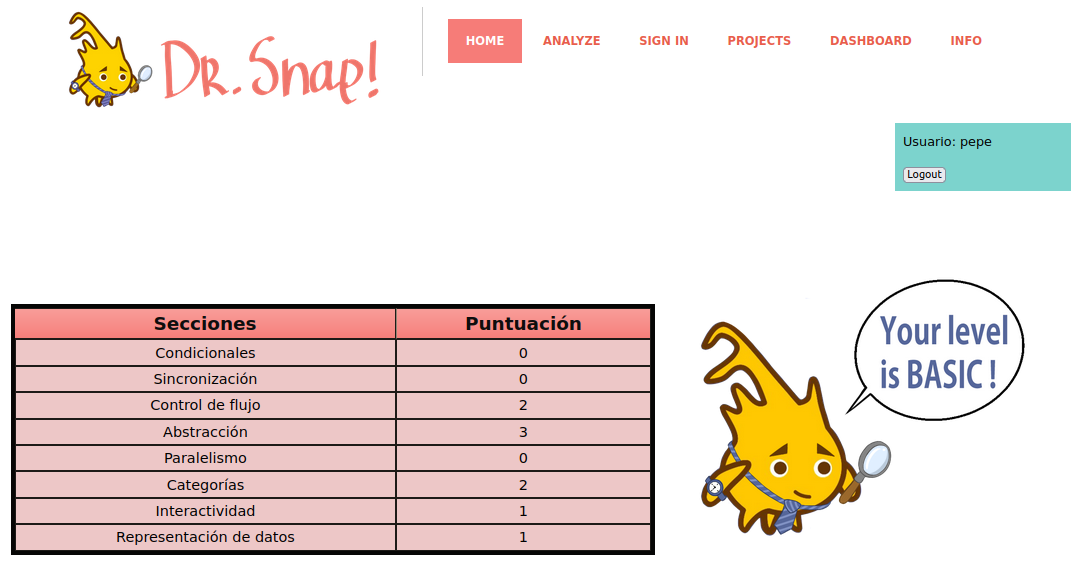 Dr. Snap!
HOME ANALYZE SIGN IN PROJECTS DASHBOARD INFO
Usuario: pepe
Logout
Secciones Puntuación
Condicionales 0
Sincronización 0
Control de flujo 2
Abstracción 3
Paralelismo 0
Categorías 2
Interactividad 1
Representación de datos 1
Your level
is BASIC !